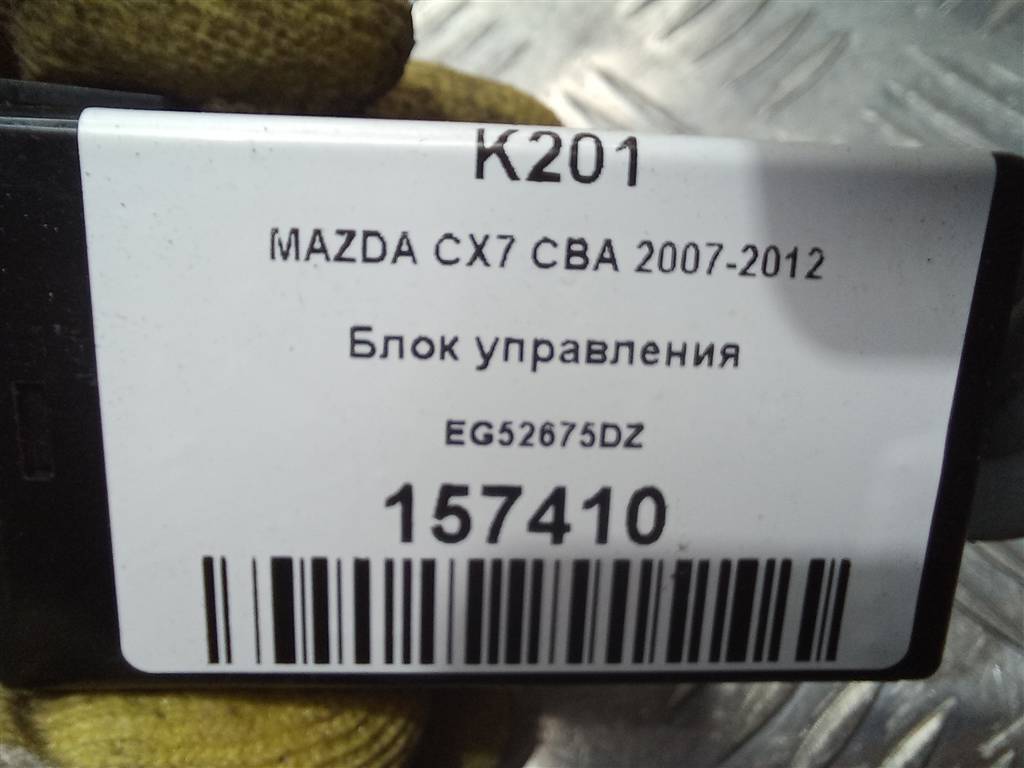 K201
MAZDA CX7 CBA 2007-2012
Блок управления
EG52675DZ
157410